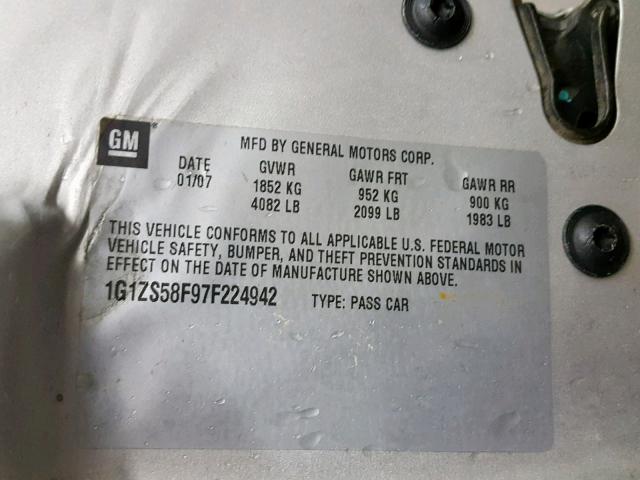 GM
MFD BY GENERAL MOTORS CORP.
DATE GVWR GAWR FRT GAWR RR
01/07 1852 KG 952 KG 900 KG
4082 LB 2099 LB 1983 LB
THIS VEHICLE CONFORMS TO ALL APPLICABLE U.S. FEDERAL MOTOR
VEHICLE SAFETY, BUMPER, AND THEFT PREVENTION STANDARDS IN
EFFECT ON THE DATE OF MANUFACTURE SHOWN ABOVE.
1G1ZS58F97F224942 TYPE: PASS CAR